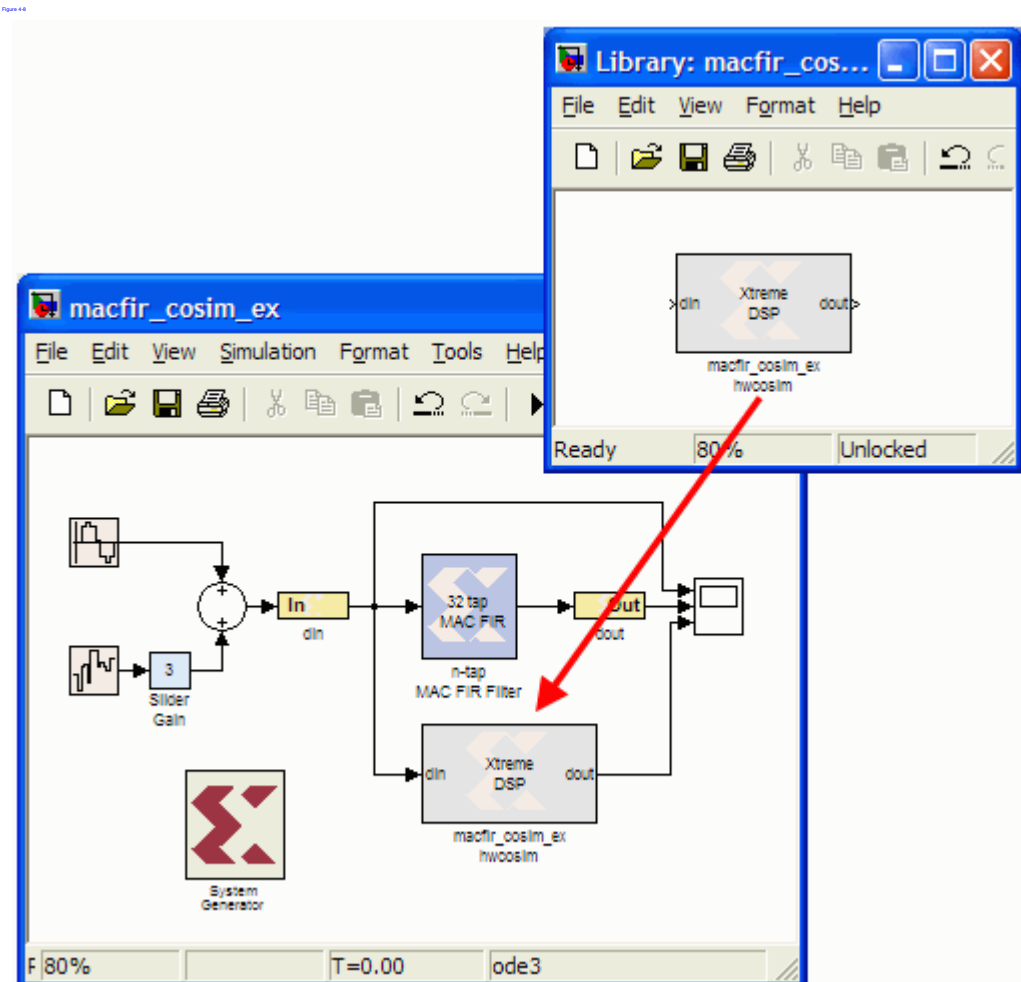 Figure 4-8
Library: macfir_cos...
File Edit View Format Help
din
Xtreme
DSP
dout
macfir_cosim_ex
hwcosim
Ready 80% Unlocked
macfir_cosim_ex
File Edit View Simulation Format Tools Help
In
din
32 tap
MAC FIR
n-tap
MAC FIR Filter
Out
dout
3
Slider
Gain
din
Xtreme
DSP
dout
macfir_cosim_ex
hwcosim
System
Generator
80% T=0.00 ode3